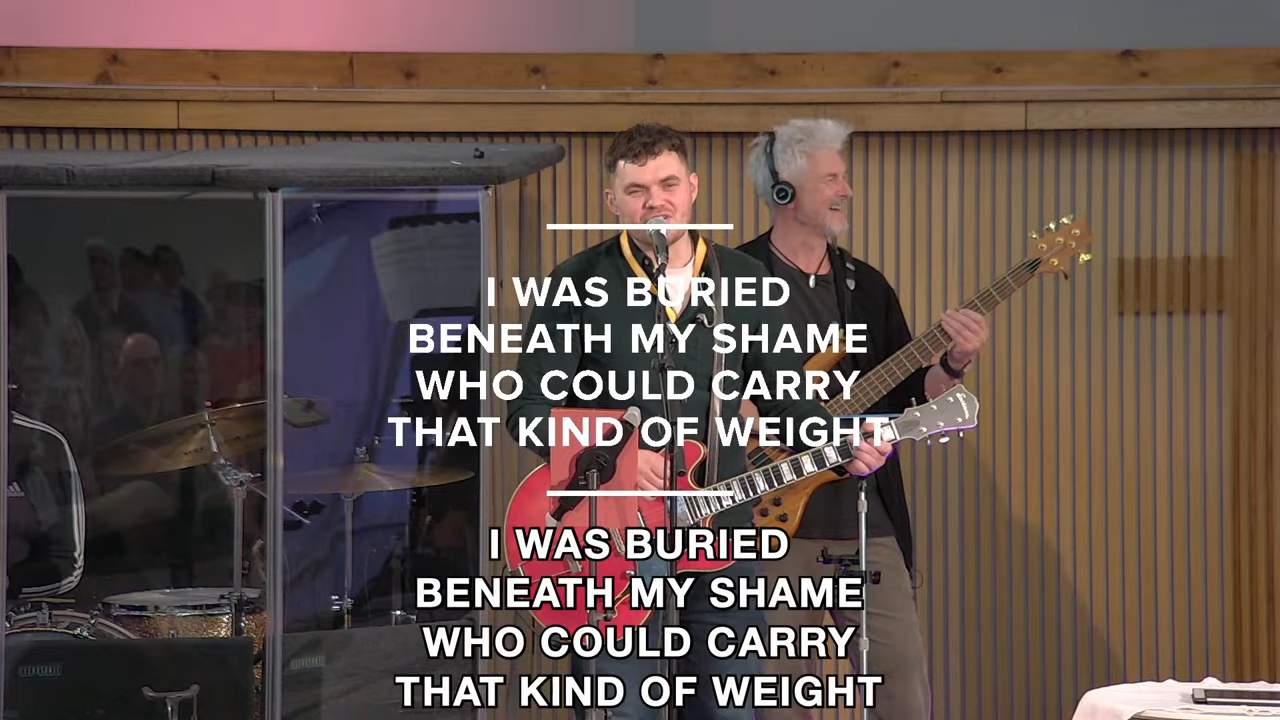 I WAS BURIED
BENEATH MY SHAME
WHO COULD CARRY
THAT KIND OF WEIGHT
I WAS BURIED
BENEATH MY SHAME
WHO COULD CARRY
THAT KIND OF WEIGHT
adidas